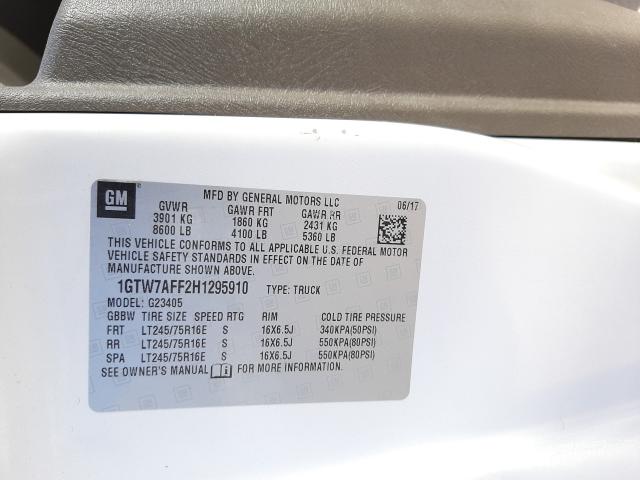 GM
MFD BY GENERAL MOTORS LLC
06/17
GVWR GAWR FRT GAWR RR
3901 KG 1860 KG 2431 KG
8600 LB 4100 LB 5360 LB
THIS VEHICLE CONFORMS TO ALL APPLICABLE U.S. FEDERAL MOTOR
VEHICLE SAFETY STANDARDS IN EFFECT ON THE DATE OF
MANUFACTURE SHOWN ABOVE.
1GTW7AFF2H1295910 TYPE: TRUCK
MODEL: G23405
GBBW TIRE SIZE SPEED RTG RIM COLD TIRE PRESSURE
FRT LT245/75R16E S 16X6.5J 340KPA(50PSI)
RR LT245/75R16E S 16X6.5J 550KPA(80PSI)
SPA LT245/75R16E S 16X6.5J 550KPA(80PSI)
SEE OWNER'S MANUAL FOR MORE INFORMATION.